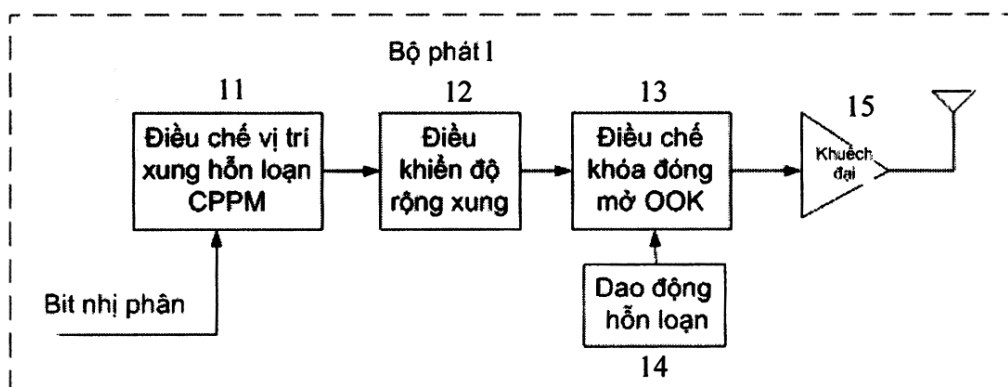 Bộ phát 1
11
Điều chế vị trí
xung hỗn loạn
CPPM
12
Điều
khiển độ
rộng xung
13
Điều chế
khóa đóng
mở OOK
15
Khuếch
đại
Bit nhị phân
Dao động
hỗn loạn
14